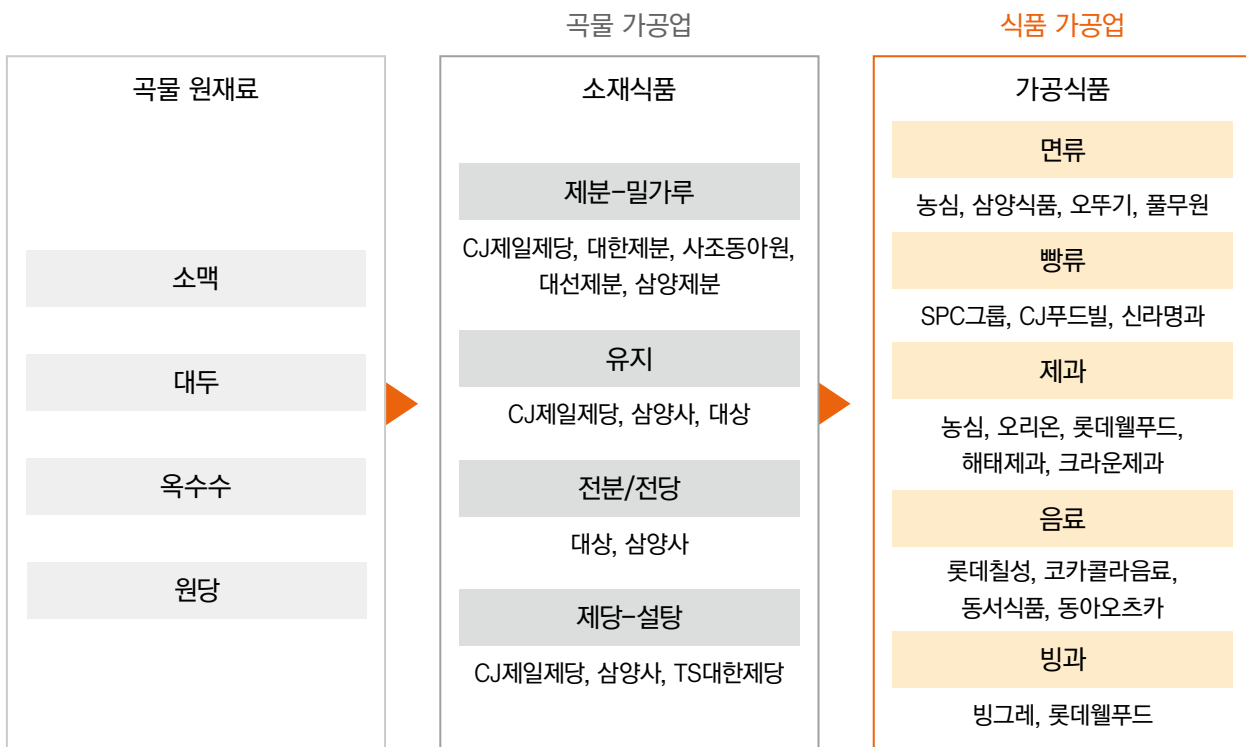 곡물 가공업
식품 가공업
곡물 원재료
소맥
대두
옥수수
원당
소재식품
제분-밀가루
CJ제일제당, 대한제분, 사조동아원,
대선제분, 삼양제분
유지
CJ제일제당, 삼양사, 대상
전분/전당
대상, 삼양사
제당-설탕
CJ제일제당, 삼양사, TS대한제당
가공식품
면류
농심, 삼양식품, 오뚜기, 풀무원
빵류
SPC그룹, CJ푸드빌, 신라명과
제과
농심, 오리온, 롯데웰푸드,
해태제과, 크라운제과
음료
롯데칠성, 코카콜라음료,
동서식품, 동아오츠카
빙과
빙그레, 롯데웰푸드